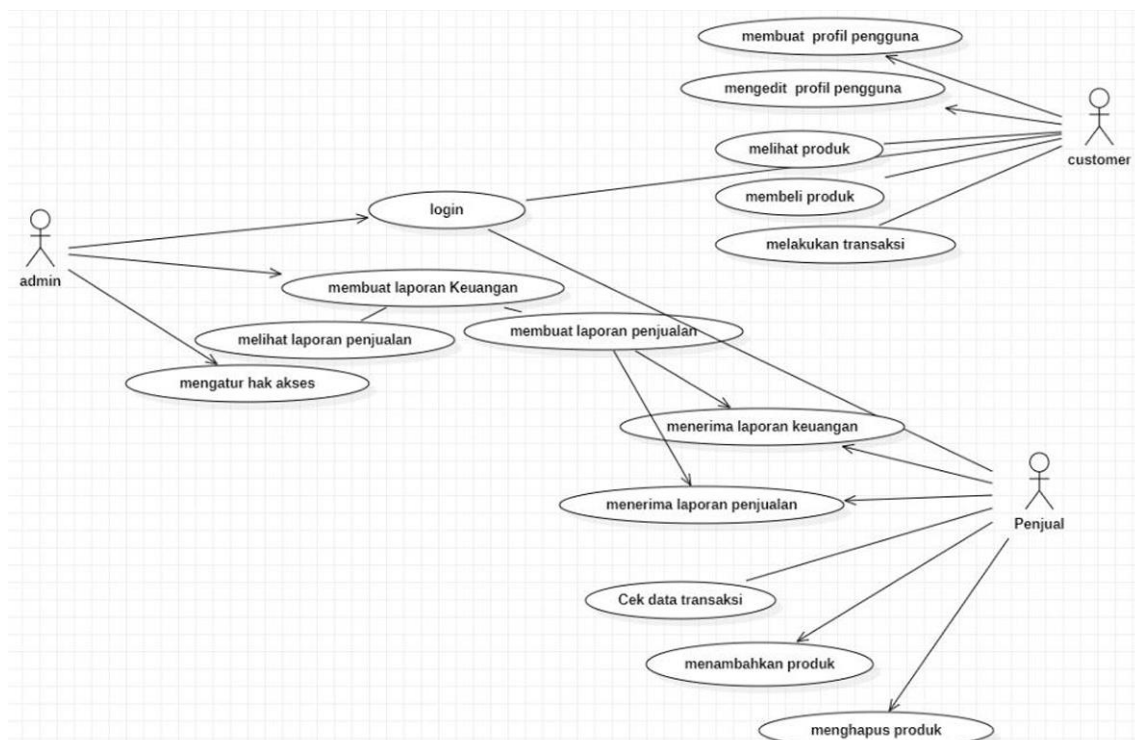 membuat profil pengguna
mengedit profil pengguna
customer
melihat produk
membeli produk
login
melakukan transaksi
admin
membuat laporan Keuangan
melihat laporan penjualan
membuat laporan penjualan
mengatur hak akses
menerima laporan keuangan
menerima laporan penjualan
Penjual
Cek data transaksi
menambahkan produk
menghapus produk